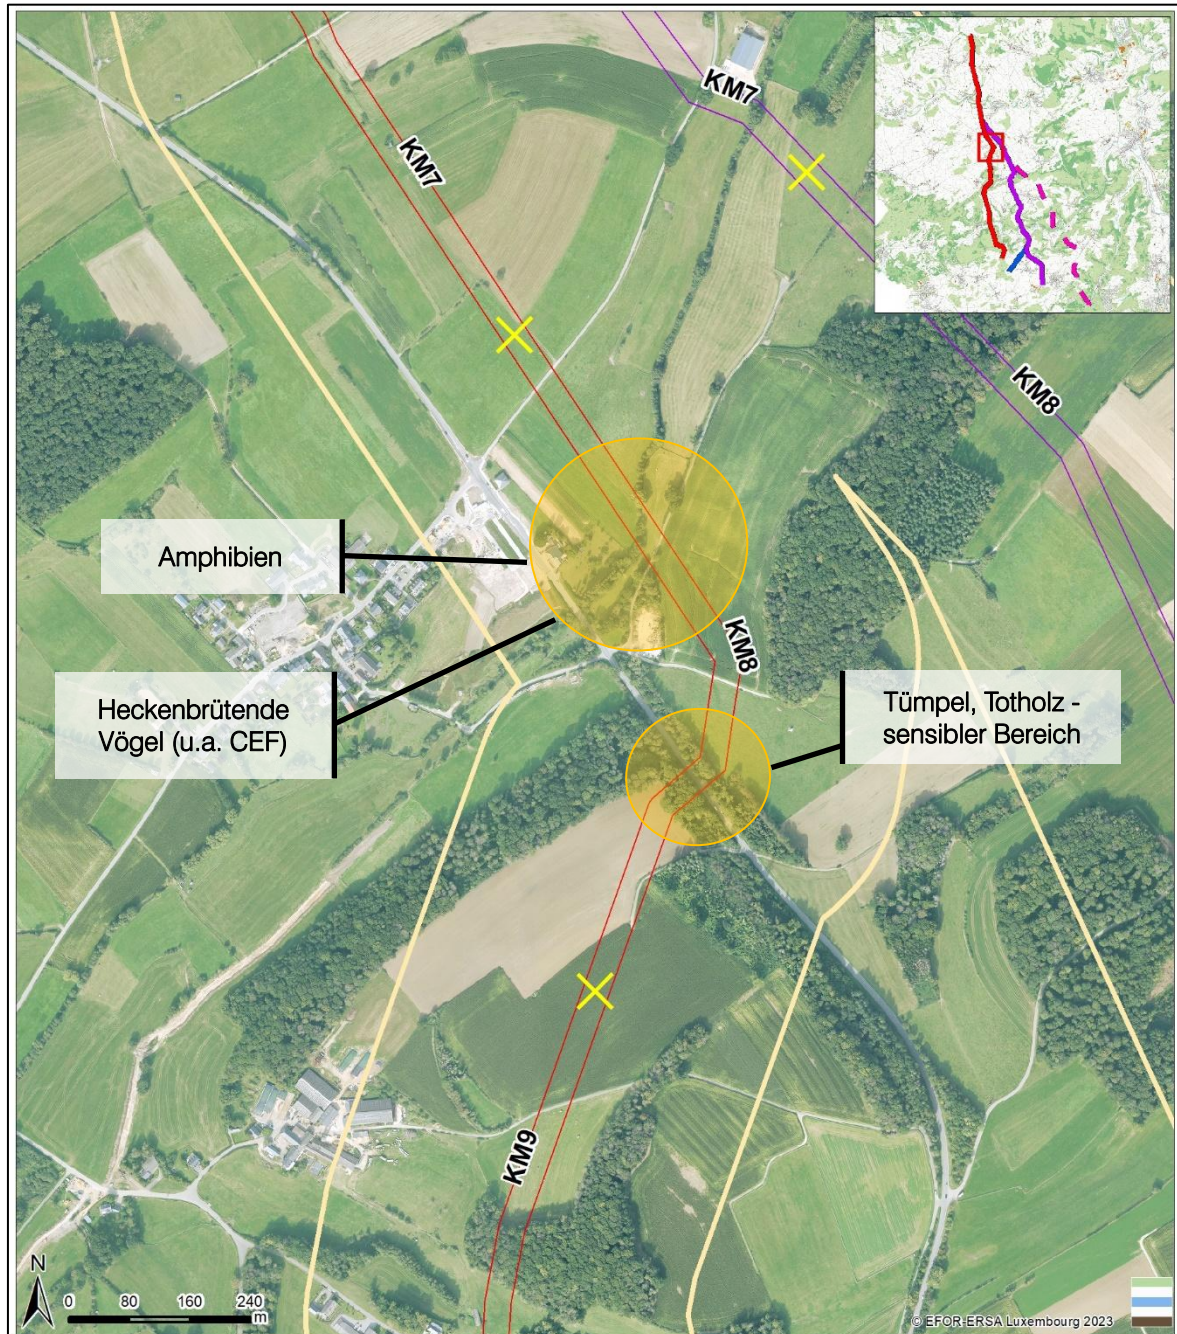 KM7
KM7
KM8
Amphibien
KM8
Heckenbrütende
Vögel (u.a. CEF)
Tümpel, Totholz -
sensibler Bereich
KM9
N
0 80 160 240
m
© EFOR-ERSA Luxembourg 2023